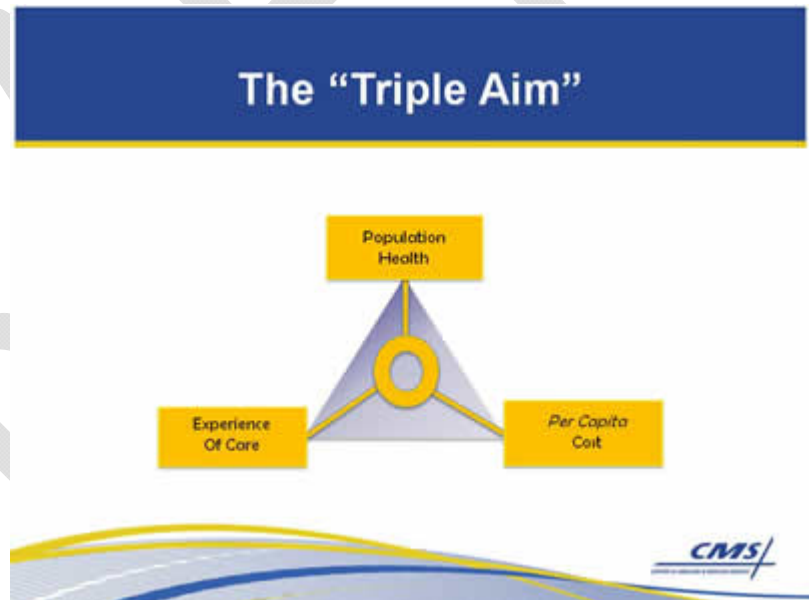 The “Triple Aim”
Population
Health
Experience
Of Care
Per Capita
Cost
CMS